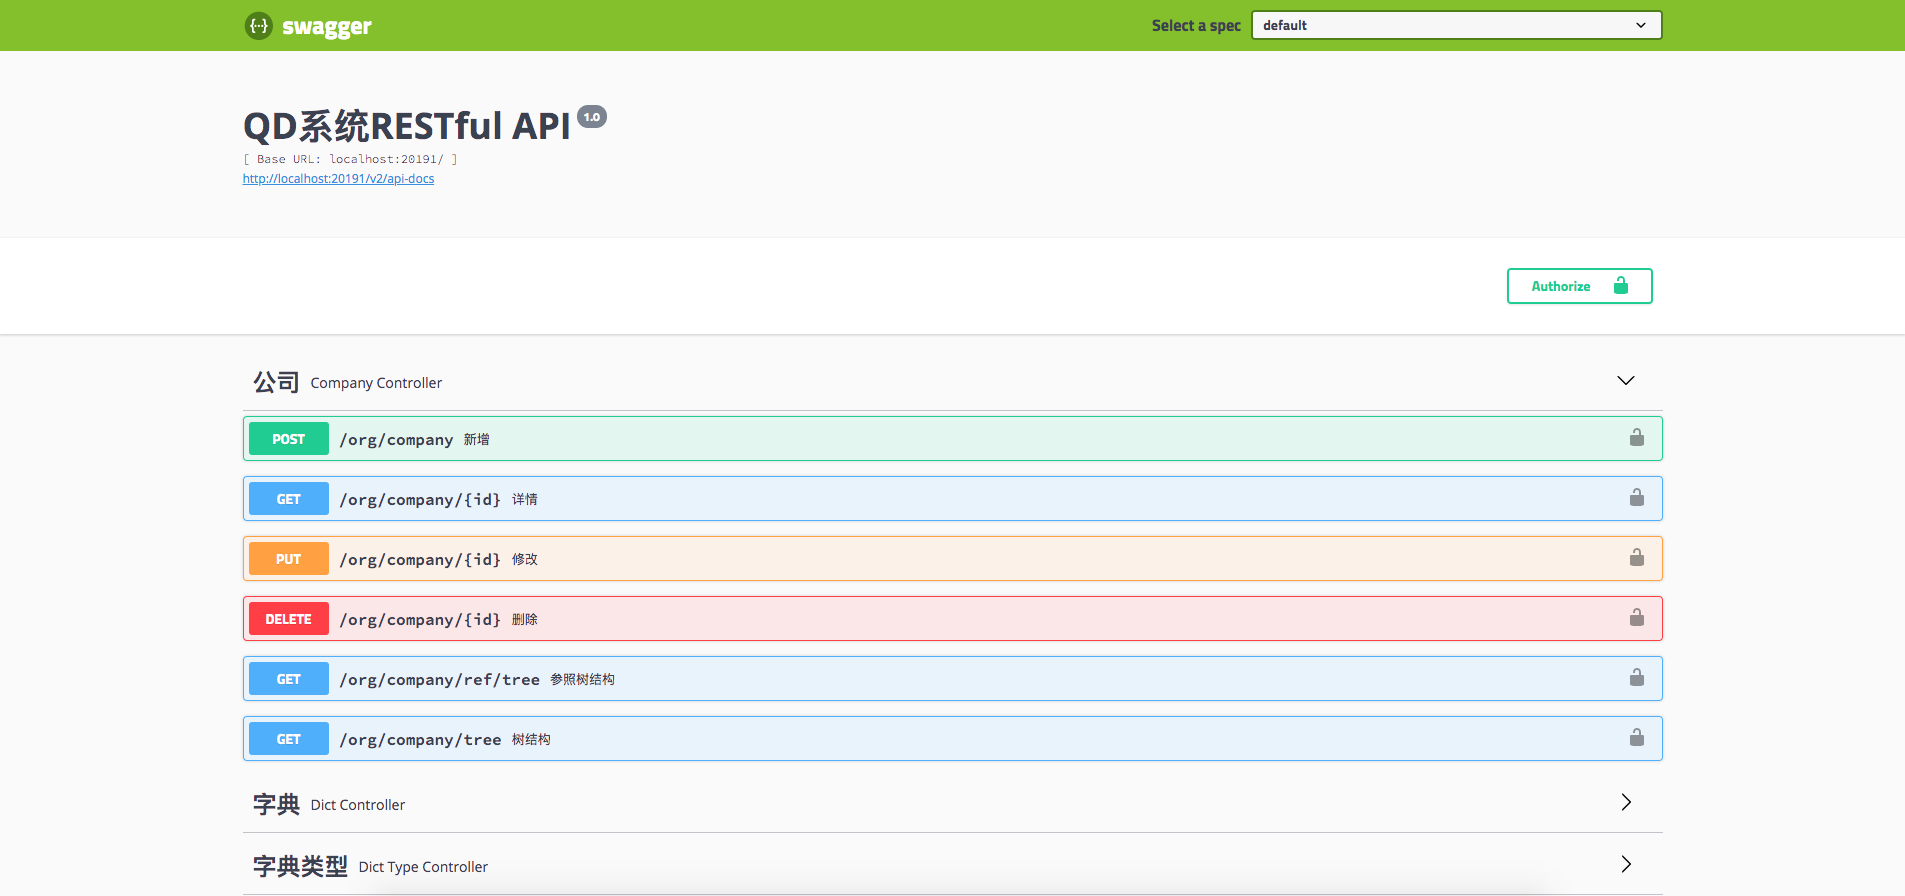 {···} swagger Select a spec default
QD系统RESTful API 1.0
[ Base URL: localhost:20191/ ]
http://localhost:20191/v2/api-docs
Authorize
公司 Company Controller
POST /org/company 新增
GET /org/company/{id} 详情
PUT /org/company/{id} 修改
DELETE /org/company/{id} 删除
GET /org/company/ref/tree 参照树结构
GET /org/company/tree 树结构
字典 Dict Controller
字典类型 Dict Type Controller